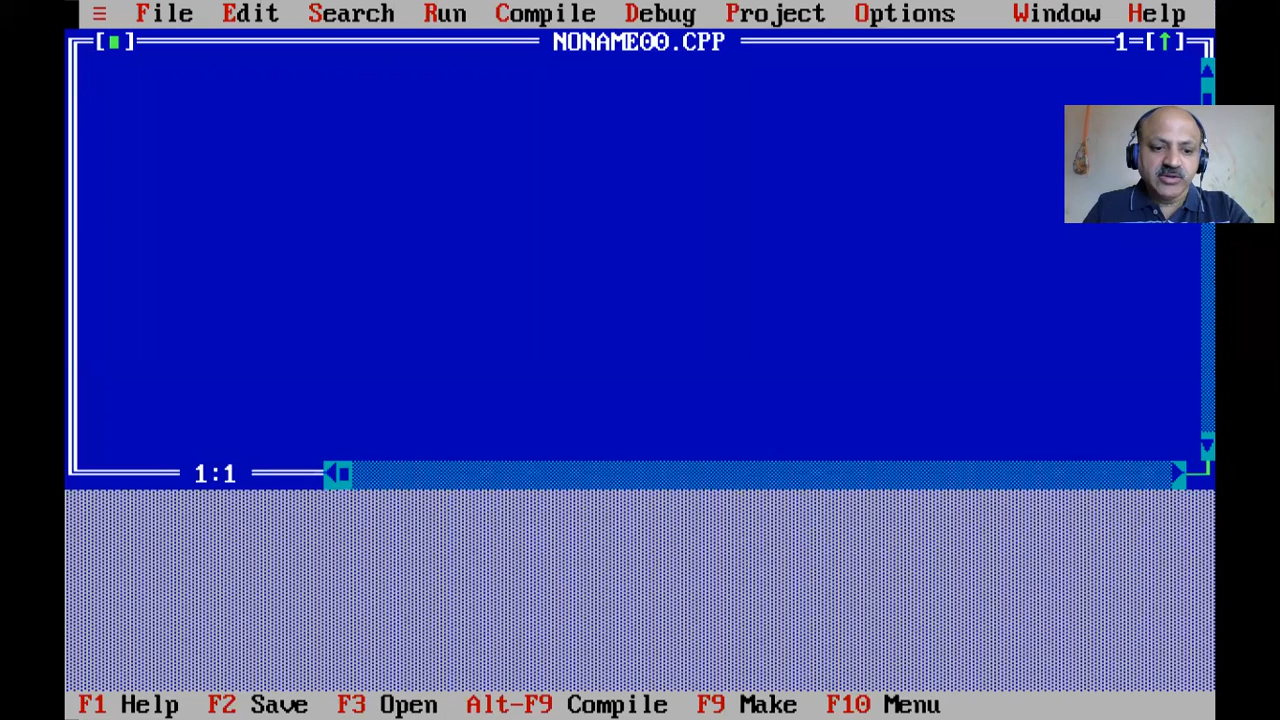 ≡ File Edit Search Run Compile Debug Project Options Window Help
[■] NONAME00.CPP 1=[↑]
1:1
F1 Help F2 Save F3 Open Alt-F9 Compile F9 Make F10 Menu